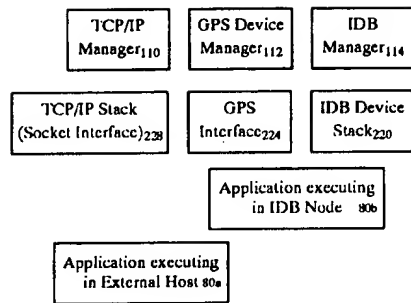 TCP/IP
Manager110
GPS Device
Manager112
IDB
Manager114
TCP/IP Stack
(Socket Interface)228
GPS
Interface224
IDB Device
Stack220
Application executing
in IDB Node 80b
Application executing
in External Host 80a